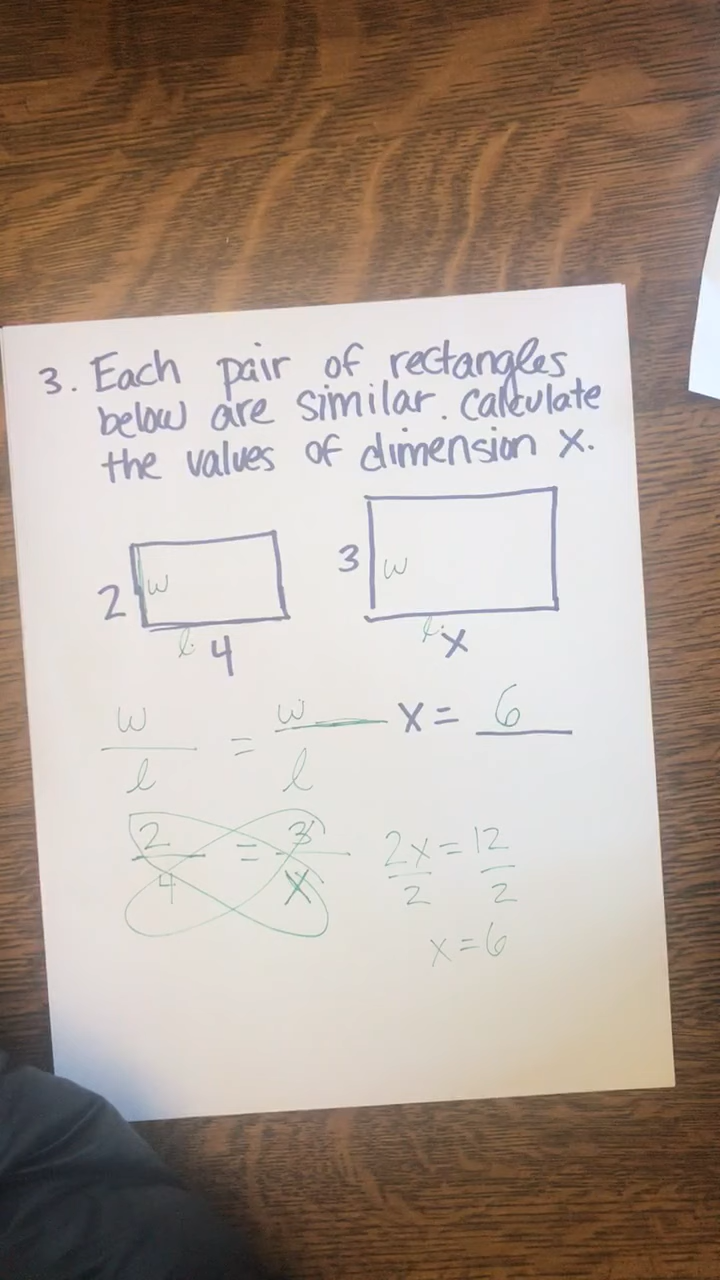 3. Each pair of rectangles
below are similar. Calculate
the values of dimension x.
2 w
l 4
3 w
l x
w = w x = 6
l l
2 = 3 2x = 12
4 x 2 2
x = 6